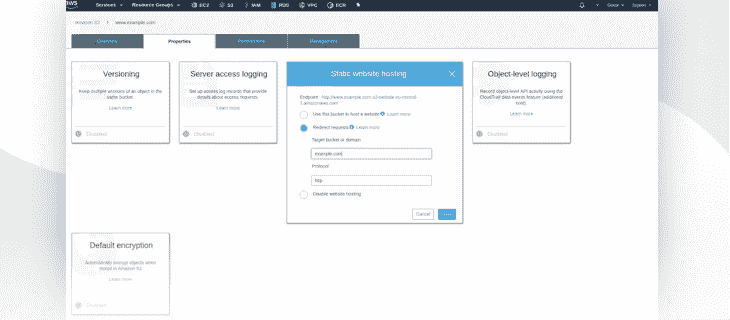 aws Services Resource Groups EC2 S3 IAM RDS VPC ECR Support
Amazon S3 www.example.com
Overview Properties Permissions Management
Versioning
Keep multiple versions of an object in the
same bucket.
Learn more
Disabled
Server access logging
Set up access log records that provide
details about access requests.
Learn more
Disabled
Static website hosting
Endpoint : http://www.example.com.s3-website-eu-central-
1.amazonaws.com
Use this bucket to host a website Learn more
Redirect requests Learn more
Target bucket or domain
example.com
Protocol
http
Disable website hosting
Cancel
Object-level logging
Record object-level API activity using the
CloudTrail data events feature (additional
cost).
Learn more
Disabled
Default encryption
Automatically encrypt objects when
stored in Amazon S3.
Learn more
Disabled